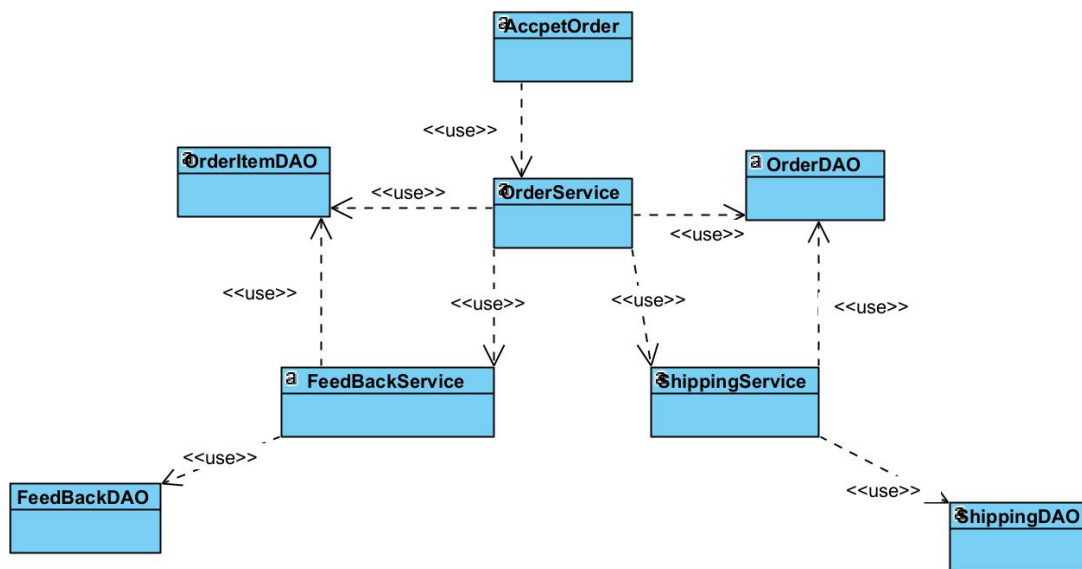 a AccpetOrder
<<use>>
a OrderItemDAO
a OrderDAO
<<use>>
a OrderService
<<use>>
<<use>>
<<use>>
<<use>>
<<use>>
a FeedBackService
a ShippingService
<<use>>
FeedBackDAO
<<use>>
a ShippingDAO